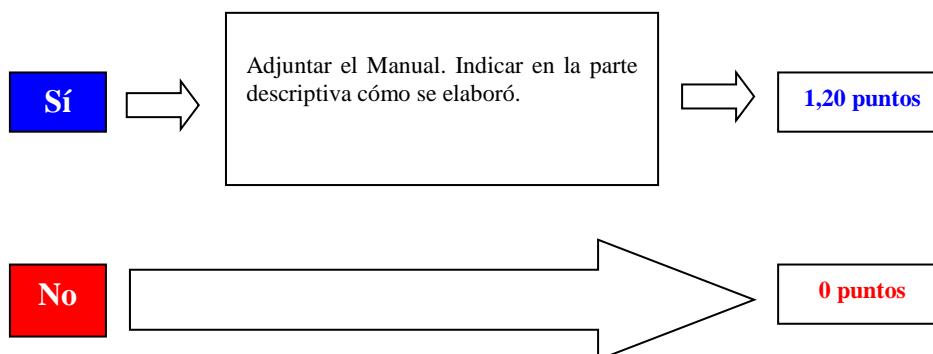 Sí
Adjuntar el Manual. Indicar en la parte
descriptiva cómo se elaboró.
1,20 puntos
No
0 puntos